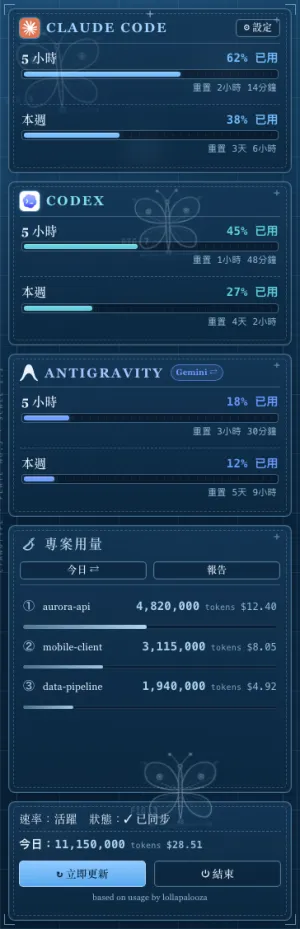 CLAUDE CODE ⚙ 設定
5 小時 62% 已用
重置 2小時 14分鐘
本週 38% 已用
重置 3天 6小時
CODEX
5 小時 45% 已用
重置 1小時 48分鐘
本週 27% 已用
重置 4天 2小時
ANTIGRAVITY Gemini ⇄
5 小時 18% 已用
重置 3小時 30分鐘
本週 12% 已用
重置 5天 9小時
專案用量
今日 ⇄ 報告
① aurora-api 4,820,000 tokens $12.40
② mobile-client 3,115,000 tokens $8.05
③ data-pipeline 1,940,000 tokens $4.92
速率：活躍 狀態：✓ 已同步
今日：11,150,000 tokens $28.51
↻ 立即更新 ⏻ 結束
based on usage by lollapalooza